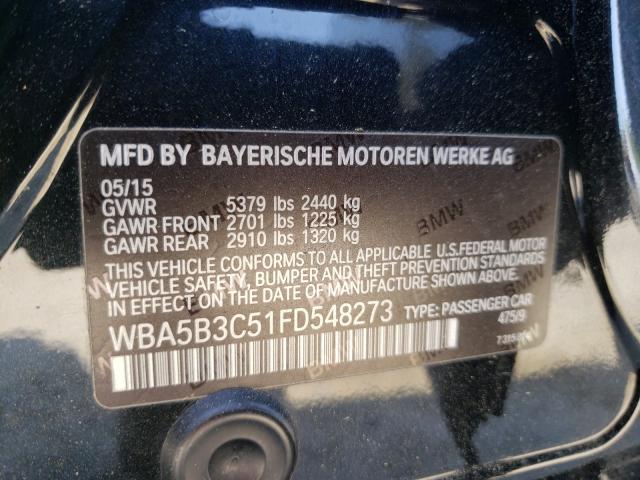 MFD BY BAYERISCHE MOTOREN WERKE AG
05/15
GVWR 5379 lbs 2440 kg
GAWR FRONT 2701 lbs 1225 kg
GAWR REAR 2910 lbs 1320 kg
THIS VEHICLE CONFORMS TO ALL APPLICABLE U.S.FEDERAL MOTOR
VEHICLE SAFETY, BUMPER AND THEFT PREVENTION STANDARDS
IN EFFECT ON THE DATE OF MANUFACTURE SHOWN ABOVE.
WBA5B3C51FD548273 TYPE: PASSENGER CAR
475/9